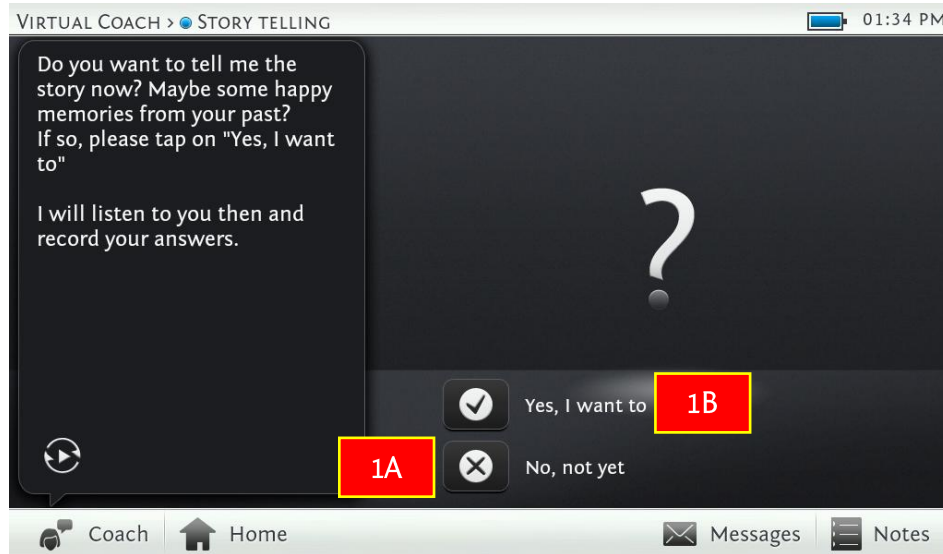 VIRTUAL COACH > STORY TELLING
01:34 PM
Do you want to tell me the
story now? Maybe some happy
memories from your past?
If so, please tap on "Yes, I want
to"
I will listen to you then and
record your answers.
?
Yes, I want to
1B
1A
No, not yet
Coach
Home
Messages
Notes